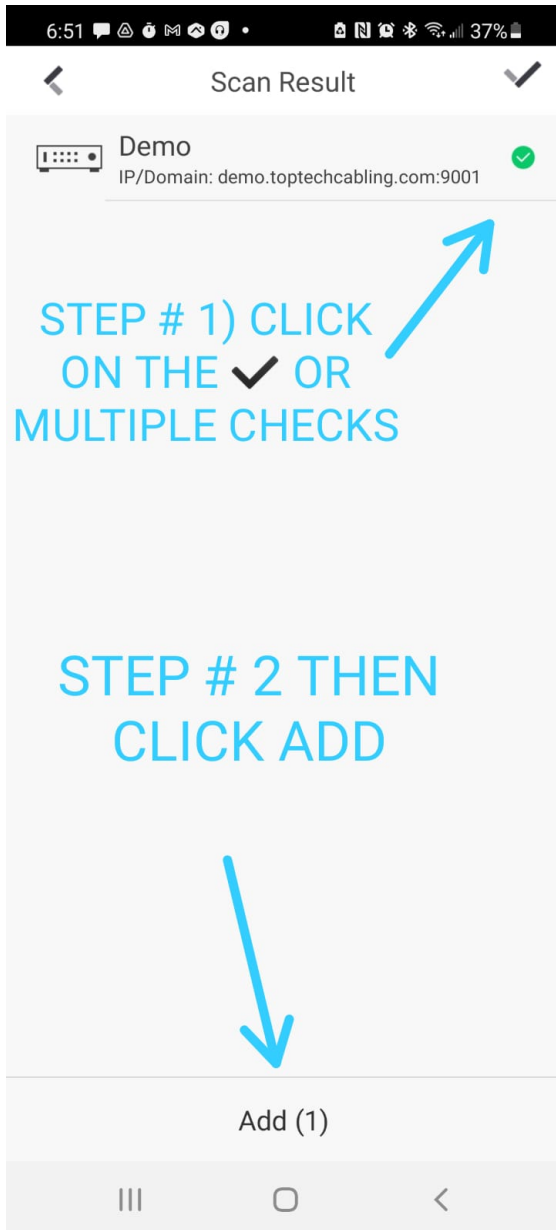 6:51
37%
Scan Result
Demo
IP/Domain: demo.toptechcabling.com:9001
STEP # 1) CLICK
ON THE ✔ OR
MULTIPLE CHECKS
STEP # 2 THEN
CLICK ADD
Add (1)